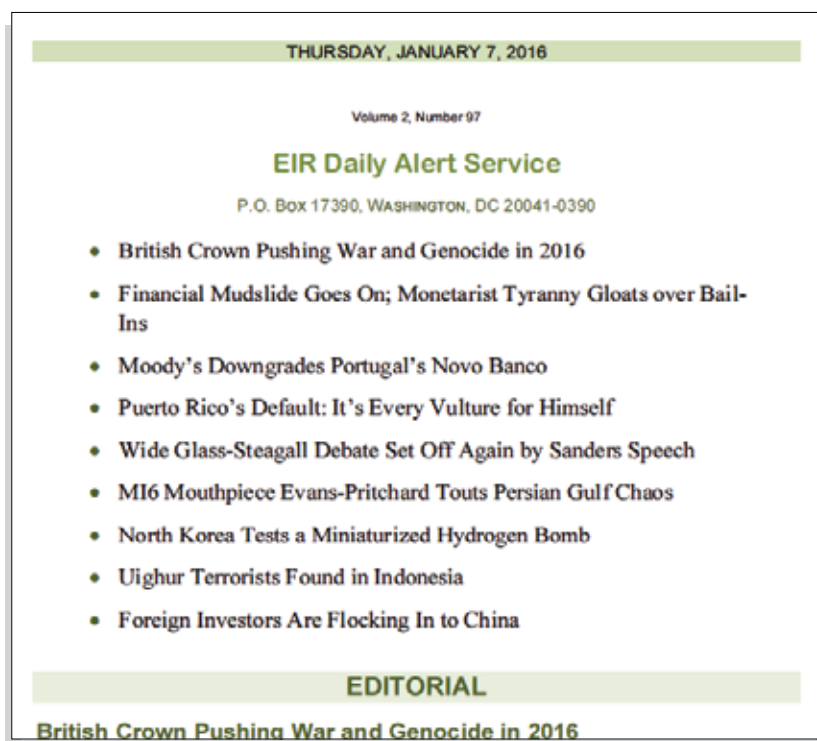 THURSDAY, JANUARY 7, 2016
Volume 2, Number 97
EIR Daily Alert Service
P.O. BOX 17390, WASHINGTON, DC 20041-0390
• British Crown Pushing War and Genocide in 2016
• Financial Mudslide Goes On; Monetarist Tyranny Gloats over Bail-
Ins
• Moody's Downgrades Portugal's Novo Banco
• Puerto Rico's Default: It's Every Vulture for Himself
• Wide Glass-Steagall Debate Set Off Again by Sanders Speech
• MI6 Mouthpiece Evans-Pritchard Touts Persian Gulf Chaos
• North Korea Tests a Miniaturized Hydrogen Bomb
• Uighur Terrorists Found in Indonesia
• Foreign Investors Are Flocking In to China
EDITORIAL
British Crown Pushing War and Genocide in 2016